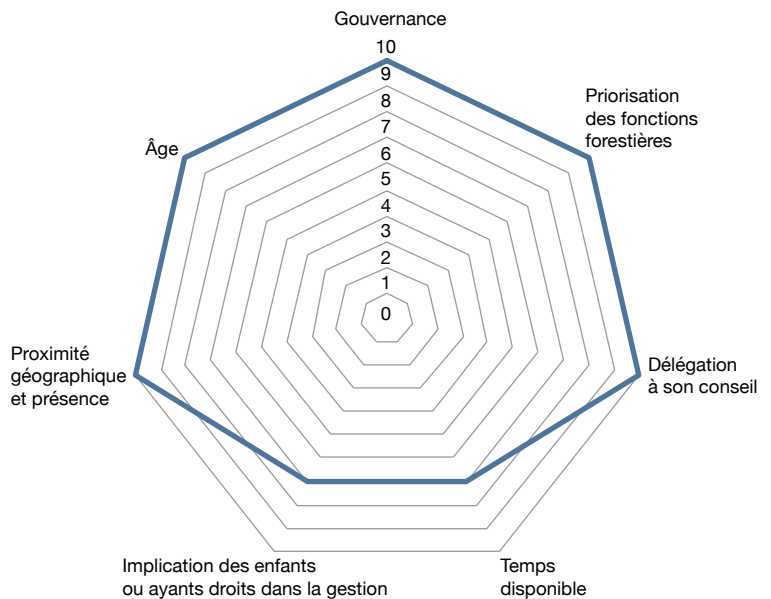 Gouvernance
10
9
8
7
6
5
4
3
2
1
0
Priorisation
des fonctions
forestières
Délégation
à son conseil
Temps
disponible
Implication des enfants
ou ayants droits dans la gestion
Proximité
géographique
et présence
Âge